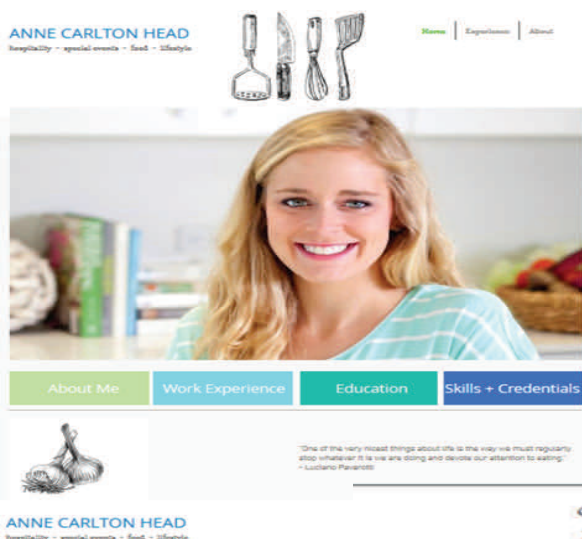 ANNE CARLTON HEAD
hospitality ~ special events ~ food ~ lifestyle
Home
Experience
About
About Me
Work Experience
Education
Skills + Credentials
"One of the very nicest things about life is the way we must regularly
stop whatever it is we are doing and devote our attention to eating."
~ Luciano Pavarotti
ANNE CARLTON HEAD
hospitality ~ special events ~ food ~ lifestyle